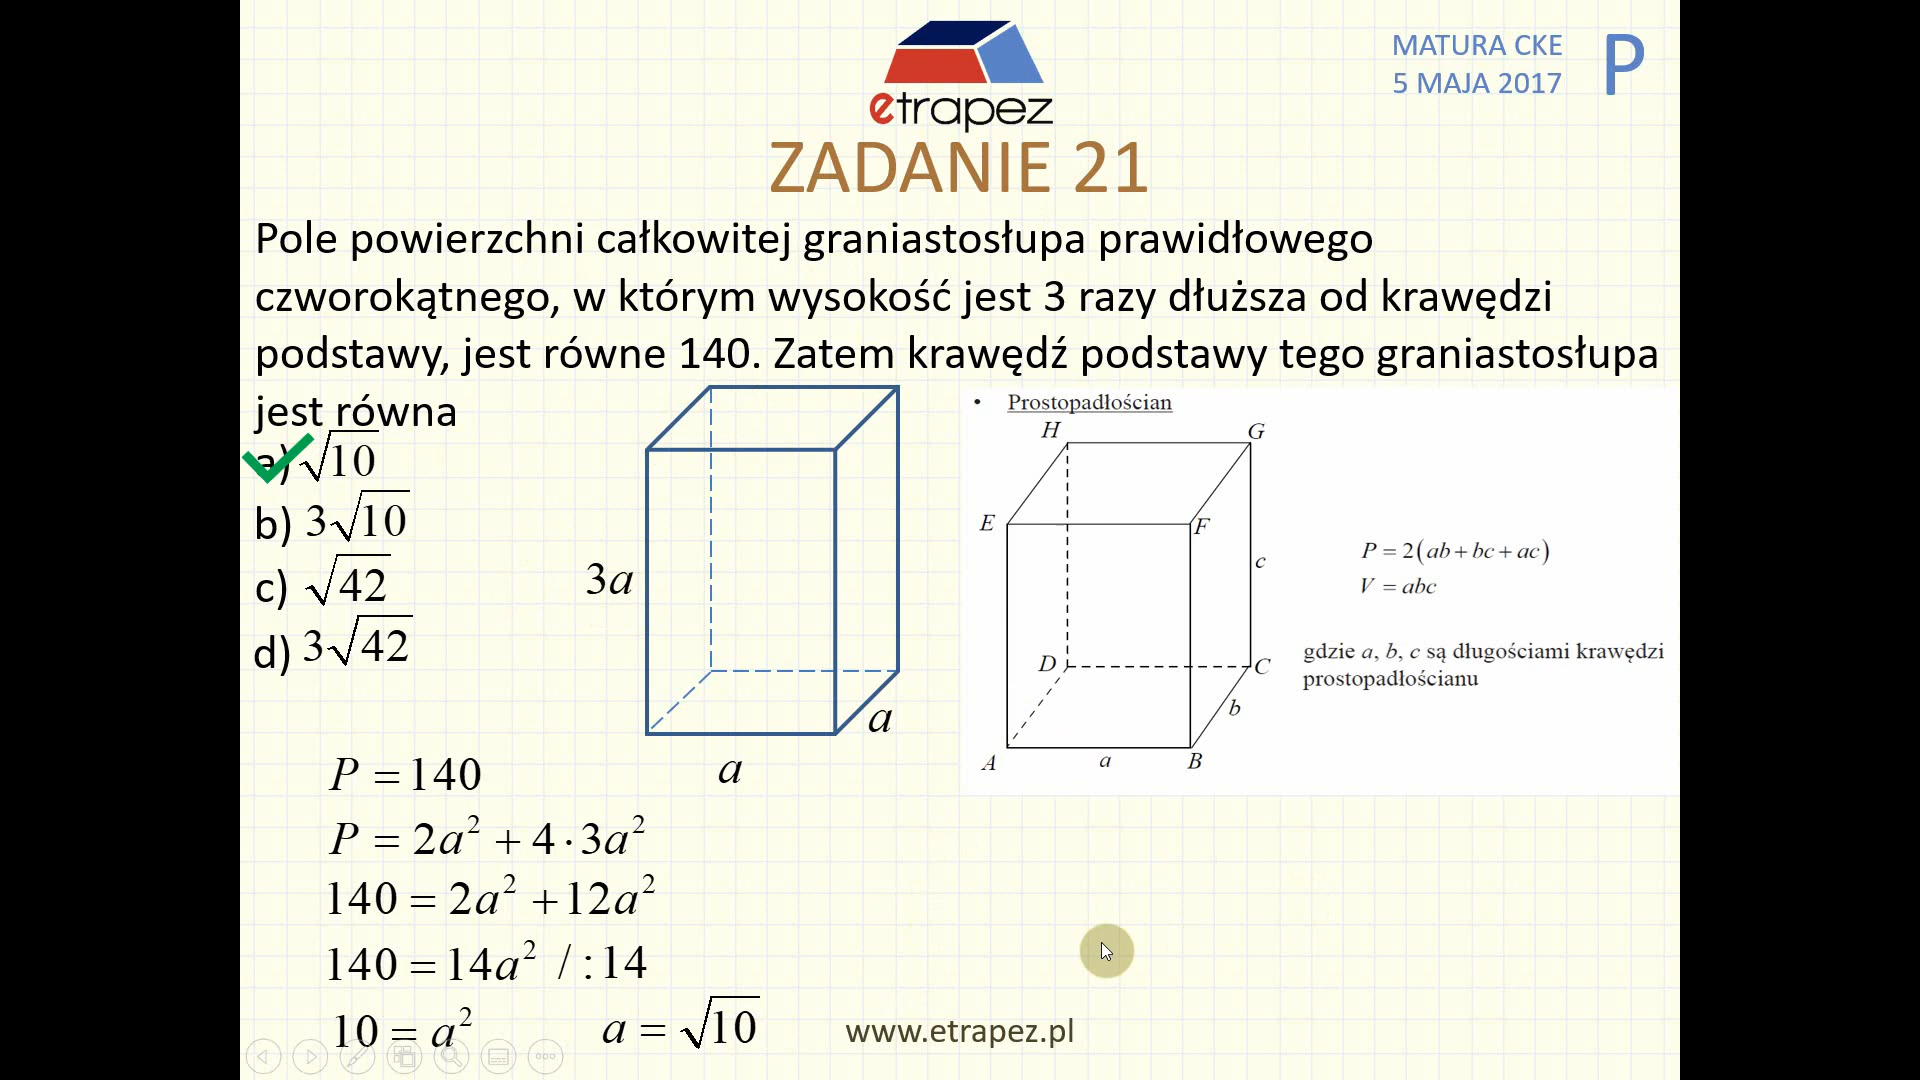 etrapez
MATURA CKE
5 MAJA 2017
P
ZADANIE 21
Pole powierzchni całkowitej graniastosłupa prawidłowego
czworokątnego, w którym wysokość jest 3 razy dłuższa od krawędzi
podstawy, jest równe 140. Zatem krawędź podstawy tego graniastosłupa
jest równa
a) √10
b) 3√10
c) √42
d) 3√42
3a
a
a
• Prostopadłościan
H
G
E
F
c
D
C
b
A
a
B
P = 2(ab + bc + ac)
V = abc
gdzie a, b, c są długościami krawędzi
prostopadłościanu
P = 140
P = 2a² + 4 · 3a²
140 = 2a² + 12a²
140 = 14a² / : 14
10 = a²
a = √10
www.etrapez.pl